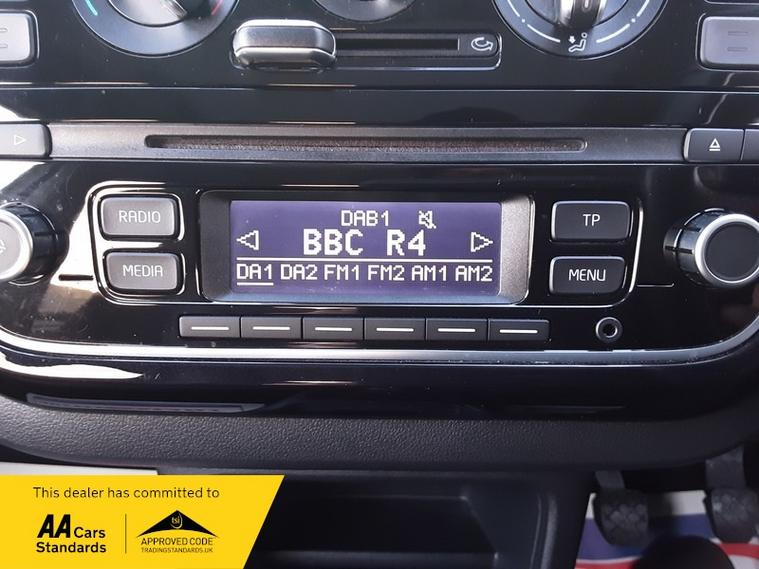 RADIO
MEDIA
DAB1
BBC R4
DA1 DA2 FM1 FM2 AM1 AM2
TP
MENU
This dealer has committed to
AA Cars
Standards
tsi
APPROVED CODE
TRADINGSTANDARDS.UK